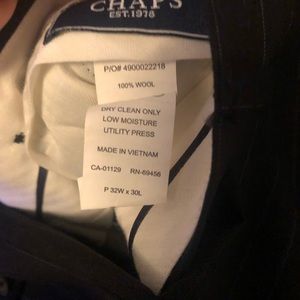 CHAPS
EST.1978
P/O# 4900022218
100% WOOL
DRY CLEAN ONLY
LOW MOISTURE
UTILITY PRESS
MADE IN VIETNAM
CA-01129 RN-69456
P 32W x 30L